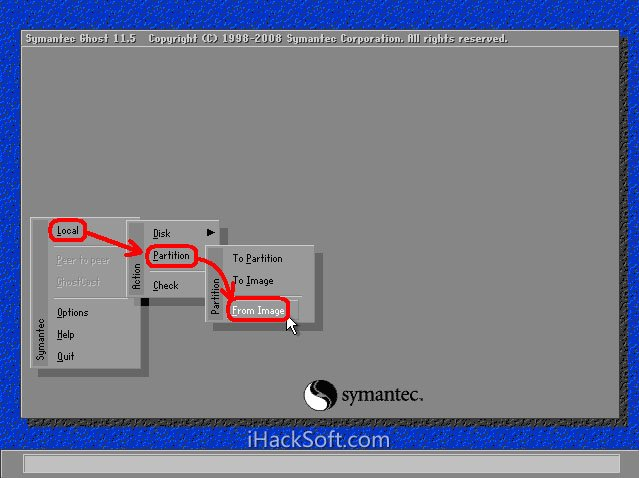 Symantec Ghost 11.5 Copyright (C) 1998-2008 Symantec Corporation. All rights reserved.
Symantec
Local
Peer to peer
GhostCast
Options
Help
Quit
Action
Disk
Partition
Check
Partition
To Partition
To Image
From Image
symantec.
iHackSoft.com